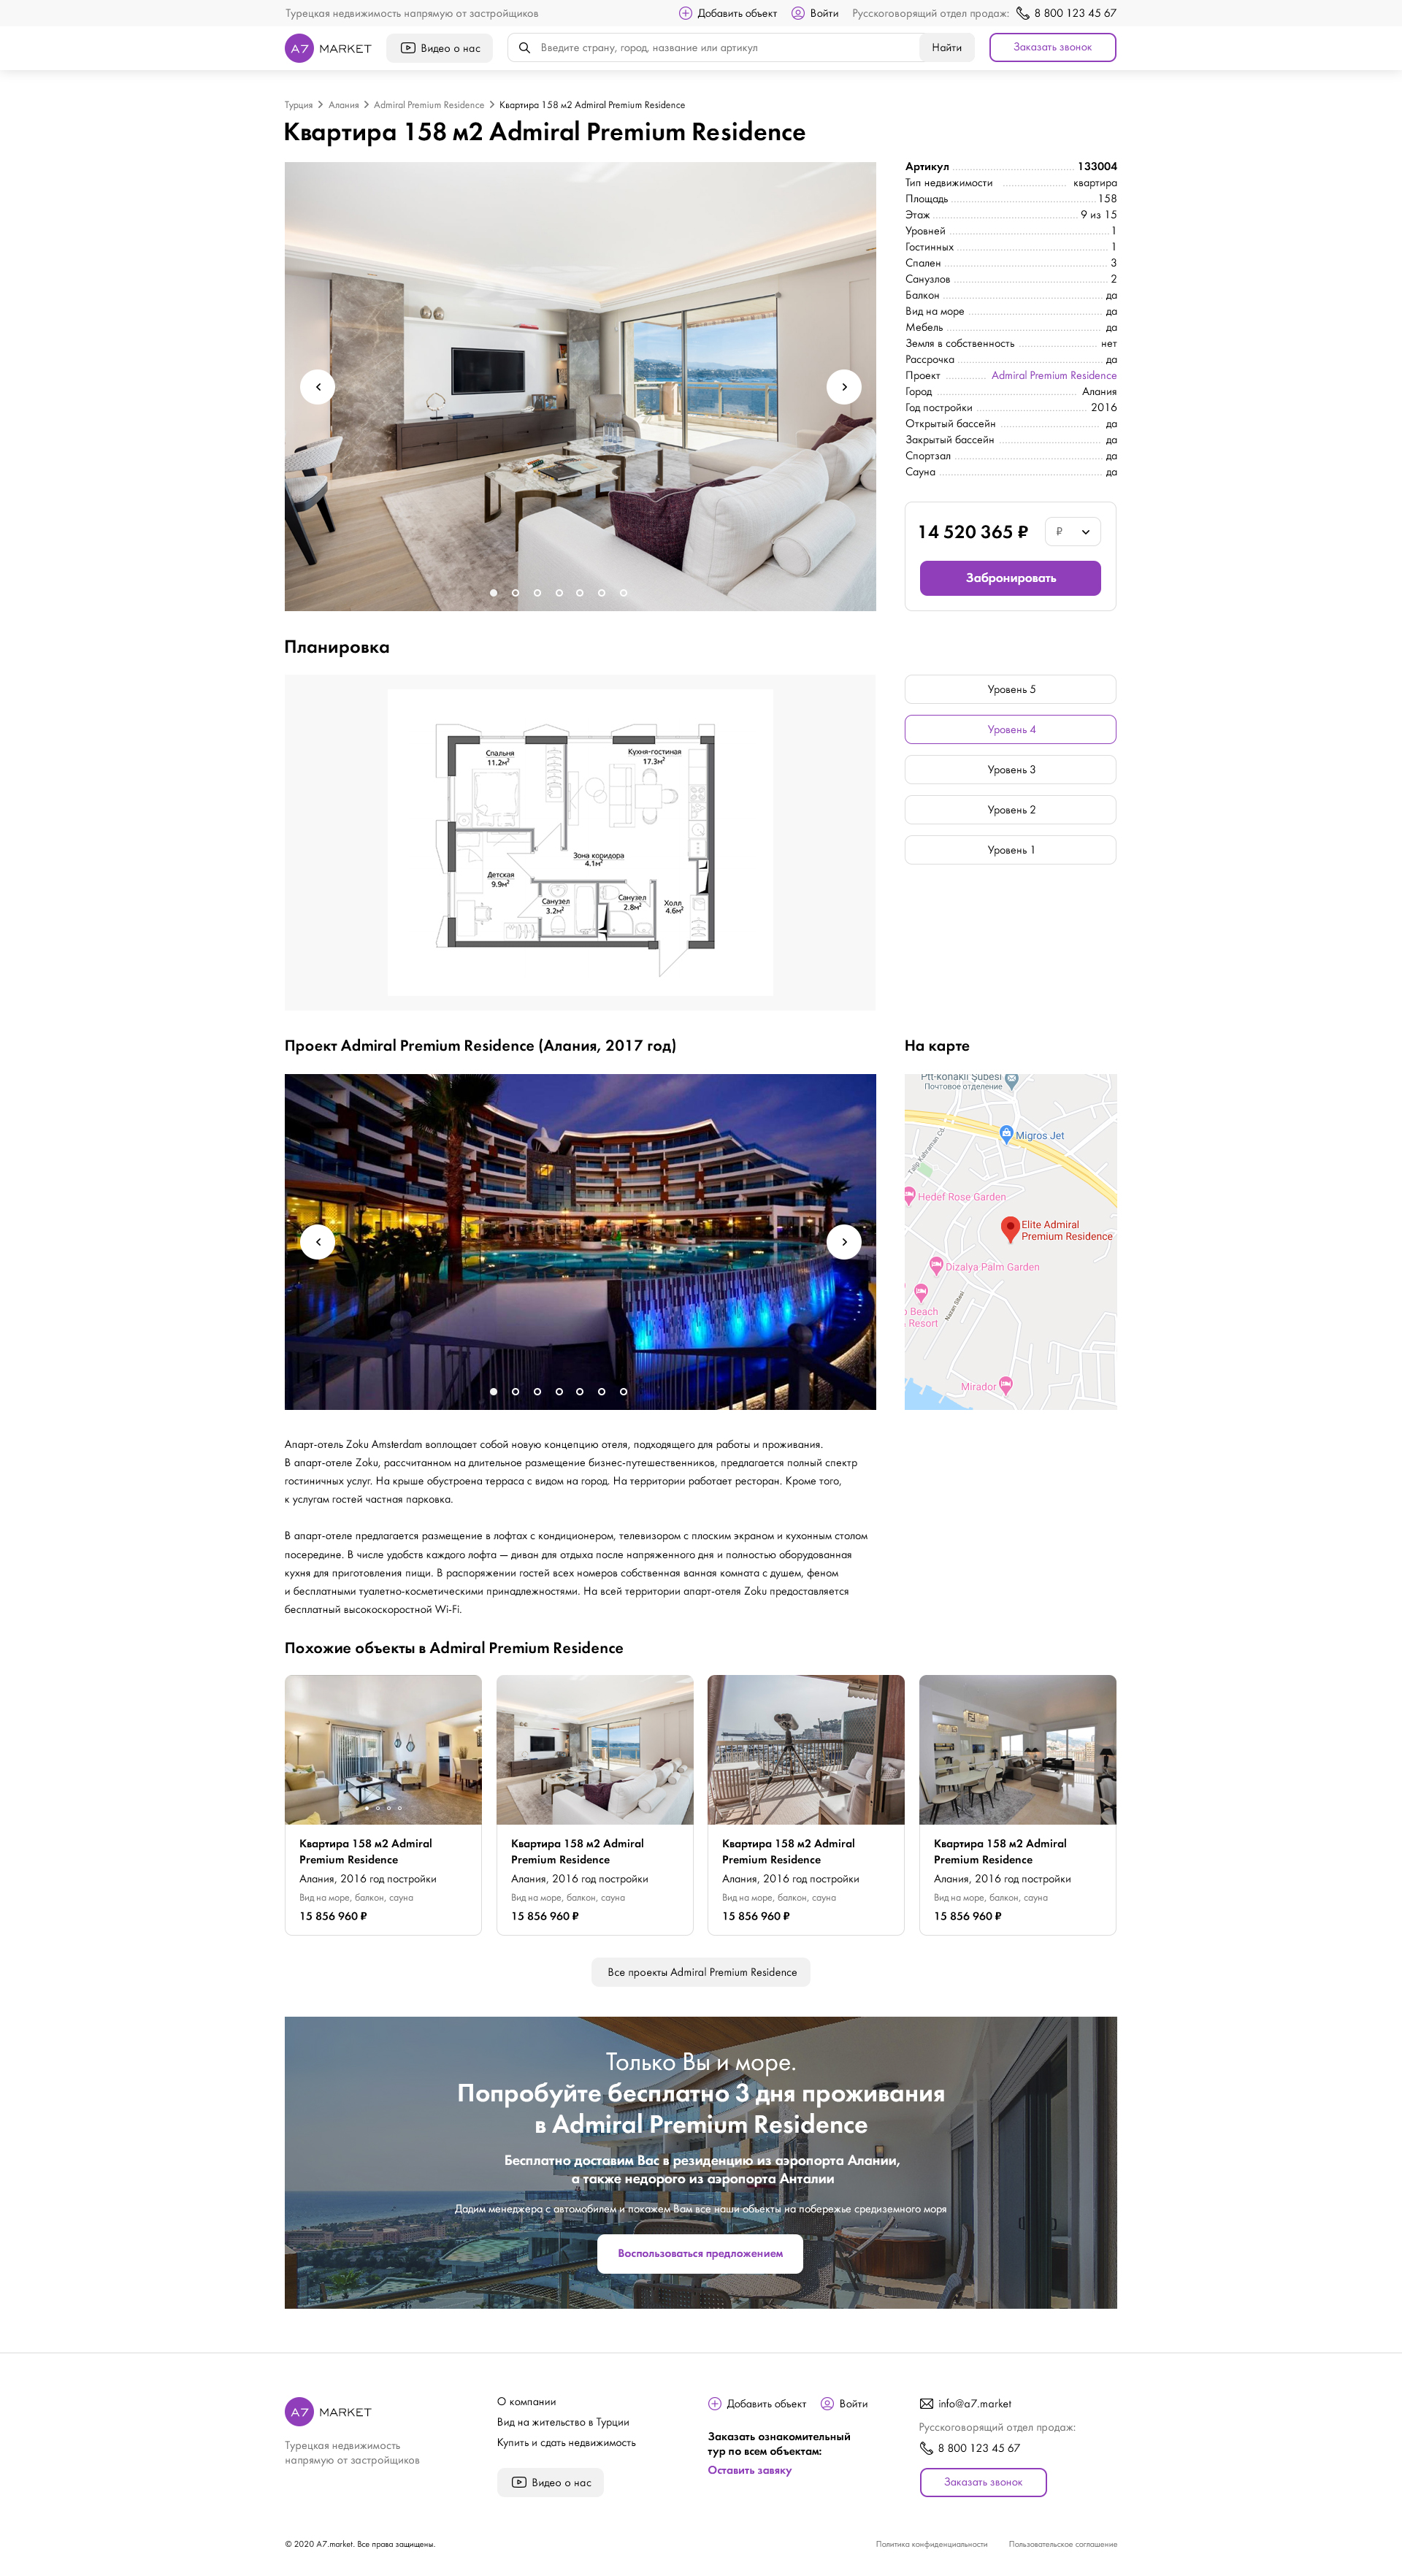 Турецкая недвижимость напрямую от застройщиков
Добавить объект
Войти
Русскоговорящий отдел продаж:
8 800 123 45 67
A7 MARKET
Видео о нас
Введите страну, город, название или артикул
Найти
Заказать звонок
Турция > Алания > Admiral Premium Residence > Квартира 158 м2 Admiral Premium Residence
Квартира 158 м2 Admiral Premium Residence
Артикул 133004
Тип недвижимости квартира
Площадь 158
Этаж 9 из 15
Уровней 1
Гостинных 1
Спален 3
Санузлов 2
Балкон да
Вид на море да
Мебель да
Земля в собственность нет
Рассрочка да
Проект Admiral Premium Residence
Город Алания
Год постройки 2016
Открытый бассейн да
Закрытый бассейн да
Спортзал да
Сауна да
14 520 365 ₽
₽
Забронировать
Планировка
Спальня
11.2м²
Кухня-гостиная
17.3м²
Зона коридора
4.1м²
Детская
9.9м²
Санузел
3.2м²
Санузел
2.8м²
Холл
4.6м²
Уровень 5
Уровень 4
Уровень 3
Уровень 2
Уровень 1
Проект Admiral Premium Residence (Алания, 2017 год)
На карте
Ptt-konaklı Şubesi
Почтовое отделение
Migros Jet
Talip Kahraman Cd.
Hedef Rose Garden
Elite Admiral
Premium Residence
Dizalya Palm Garden
Beach
Resort
Nazan Sitesi
Mirador
Апарт-отель Zoku Amsterdam воплощает собой новую концепцию отеля, подходящего для работы и проживания.
В апарт-отеле Zoku, рассчитанном на длительное размещение бизнес-путешественников, предлагается полный спектр
гостиничных услуг. На крыше обустроена терраса с видом на город. На территории работает ресторан. Кроме того,
к услугам гостей частная парковка.
В апарт-отеле предлагается размещение в лофтах с кондиционером, телевизором с плоским экраном и кухонным столом
посередине. В числе удобств каждого лофта — диван для отдыха после напряженного дня и полностью оборудованная
кухня для приготовления пищи. В распоряжении гостей всех номеров собственная ванная комната с душем, феном
и бесплатными туалетно-косметическими принадлежностями. На всей территории апарт-отеля Zoku предоставляется
бесплатный высокоскоростной Wi-Fi.
Похожие объекты в Admiral Premium Residence
Квартира 158 м2 Admiral
Premium Residence
Алания, 2016 год постройки
Вид на море, балкон, сауна
15 856 960 ₽
Квартира 158 м2 Admiral
Premium Residence
Алания, 2016 год постройки
Вид на море, балкон, сауна
15 856 960 ₽
Квартира 158 м2 Admiral
Premium Residence
Алания, 2016 год постройки
Вид на море, балкон, сауна
15 856 960 ₽
Квартира 158 м2 Admiral
Premium Residence
Алания, 2016 год постройки
Вид на море, балкон, сауна
15 856 960 ₽
Все проекты Admiral Premium Residence
Только Вы и море.
Попробуйте бесплатно 3 дня проживания
в Admiral Premium Residence
Бесплатно доставим Вас в резиденцию из аэропорта Алании,
а также недорого из аэропорта Анталии
Дадим менеджера с автомобилем и покажем Вам все наши объекты на побережье средиземного моря
Воспользоваться предложением
A7 MARKET
Турецкая недвижимость
напрямую от застройщиков
О компании
Вид на жительство в Турции
Купить и сдать недвижимость
Видео о нас
Добавить объект
Войти
Заказать ознакомительный
тур по всем объектам:
Оставить завяку
info@a7.market
Русскоговорящий отдел продаж:
8 800 123 45 67
Заказать звонок
© 2020 A7.market. Все права защищены.
Политика конфиденциальности
Пользовательское соглашение